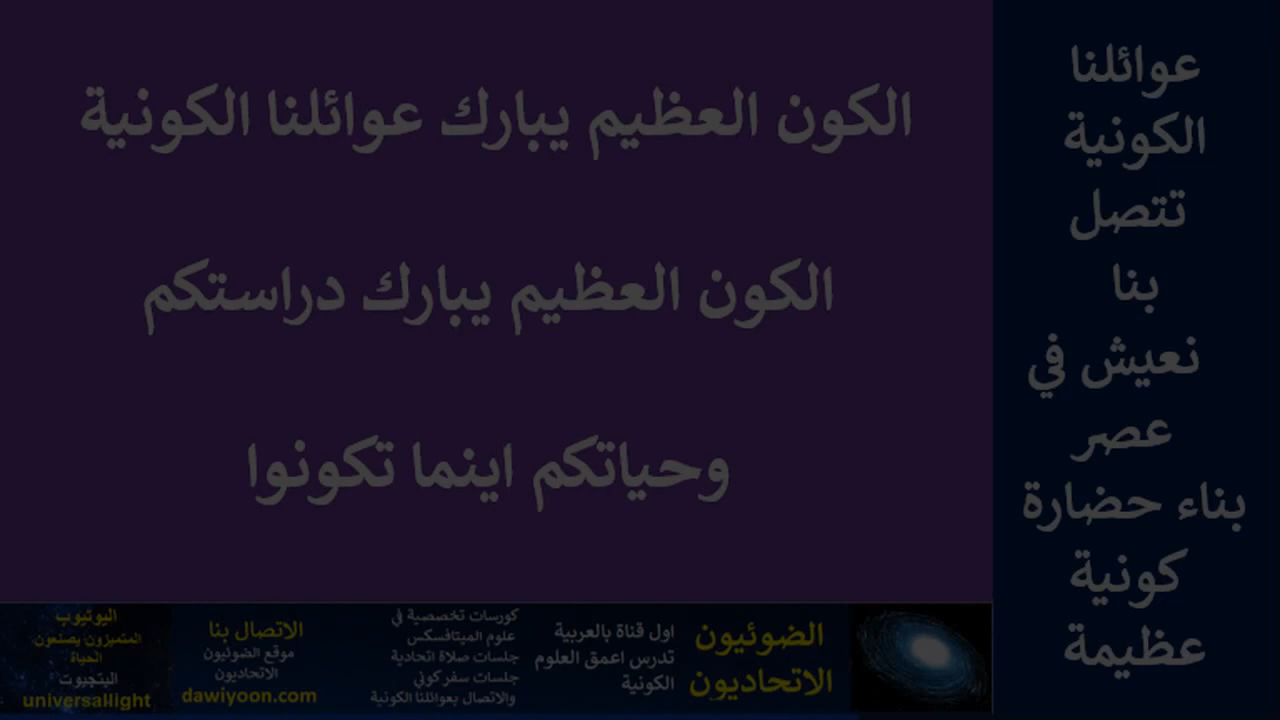 الكون العظيم يبارك عوائلنا الكونية
الكون العظيم يبارك دراستكم
وحياتكم اينما تكونوا
عوائلنا
الكونية
تتصل
بنا
نعيش في
عصر
بناء حضارة
كونية
عظيمة
الضوئيون
الاتحاديون
اول قناة بالعربية
تدرس اعمق العلوم
الكونية
كورسات تخصصية في
علوم الميتافسكس
جلسات صلاة اتحادية
جلسات سفر كوني
والاتصال بعوائلنا الكونية
الاتصال بنا
موقع الضوئيون
الاتحاديون
dawiyoon.com
اليوتيوب
المتميزون يصنعون
الحياة
البتجيوت
universallight